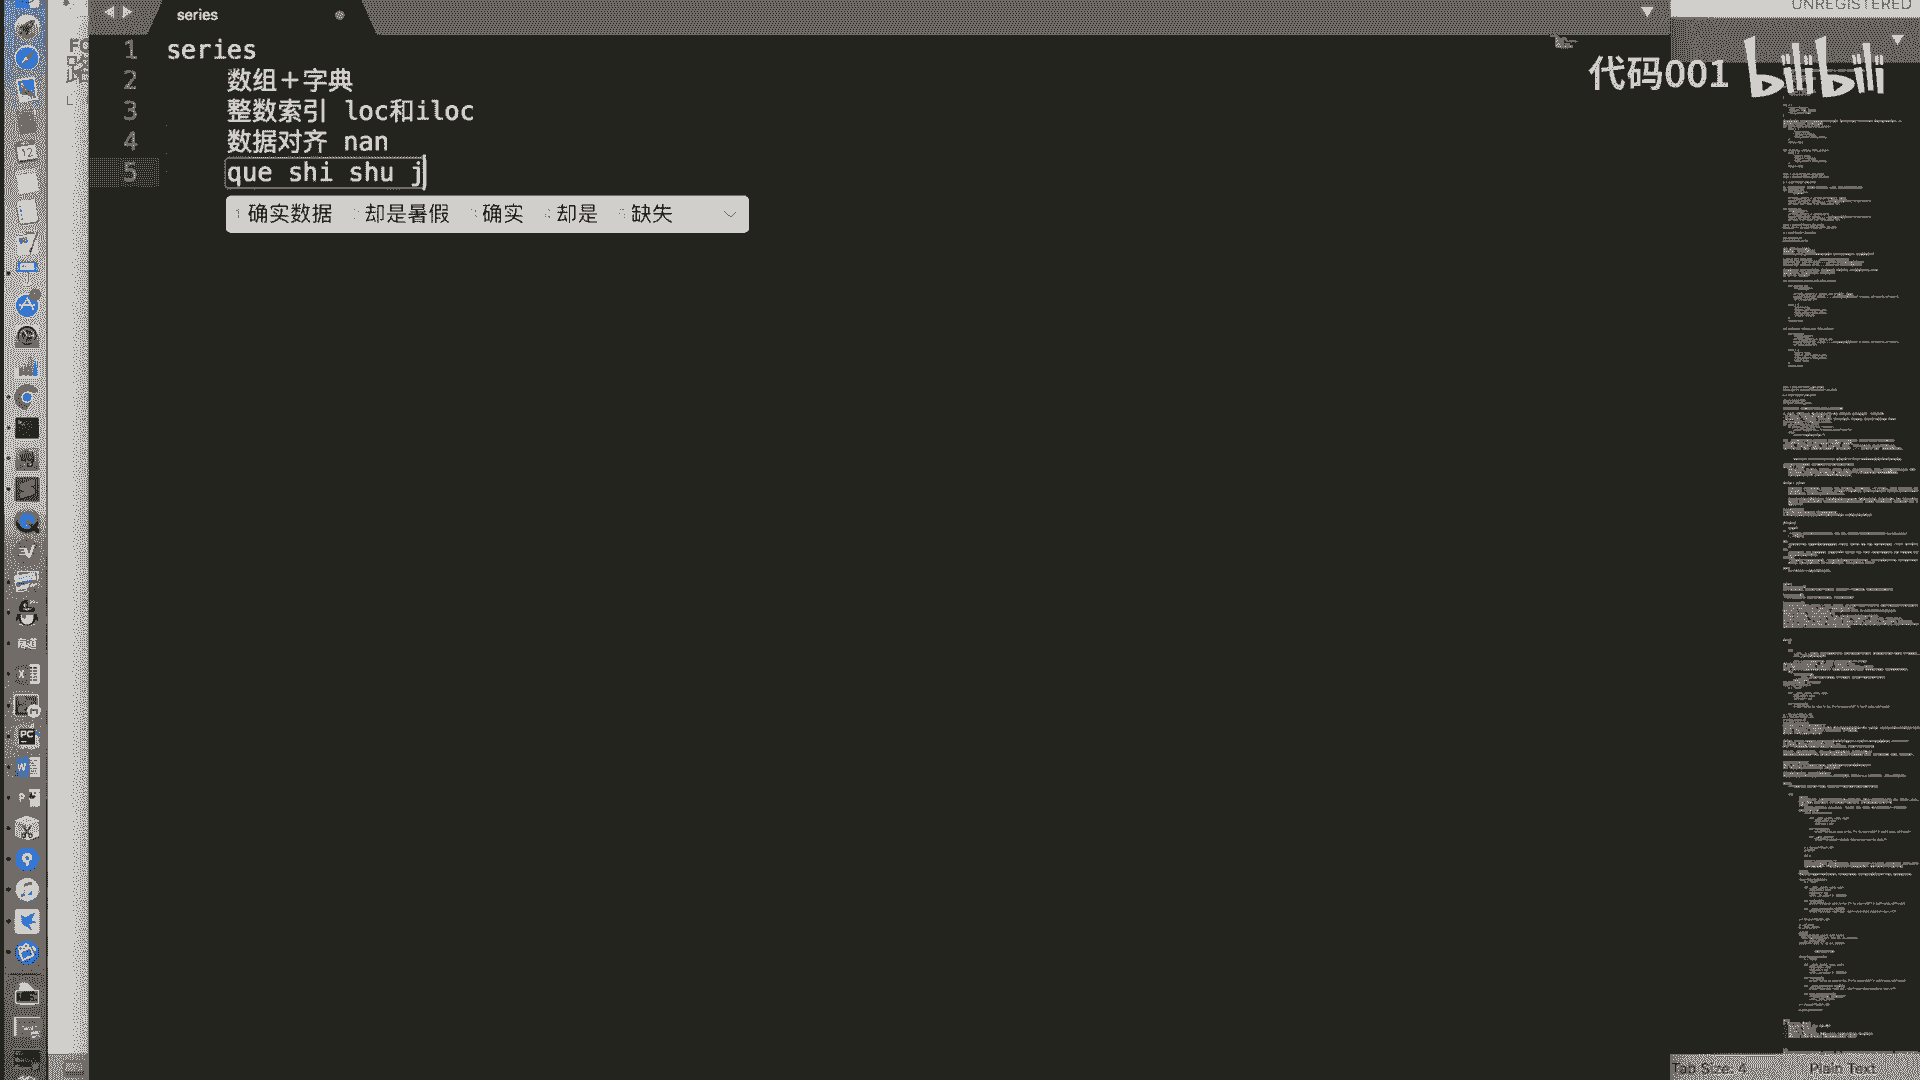 series
UNREGISTERED
1 series
2 数组+字典
3 整数索引 loc和iloc
4 数据对齐 nan
5 que shi shu j
确实数据 却是暑假 确实 却是 缺失
代码001 bilibili
Tab Size: 4 Plain Text